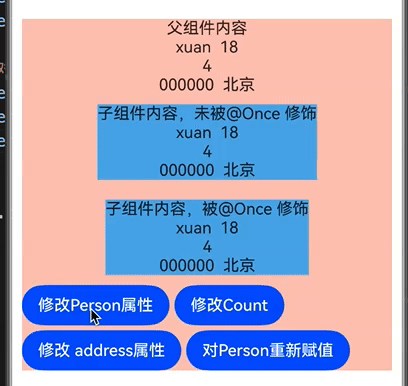 父组件内容
xuan 18
4
000000 北京
子组件内容，未被@Once 修饰
xuan 18
4
000000 北京
子组件内容，被@Once 修饰
xuan 18
4
000000 北京
修改Person属性 修改Count
修改 address属性 对Person重新赋值